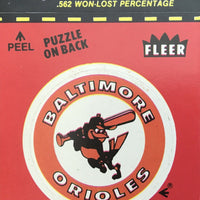 .562 WON-LOST PERCENTAGE
PEEL
PUZZLE
ON BACK
FLEER
BALTIMORE
ORIOLES